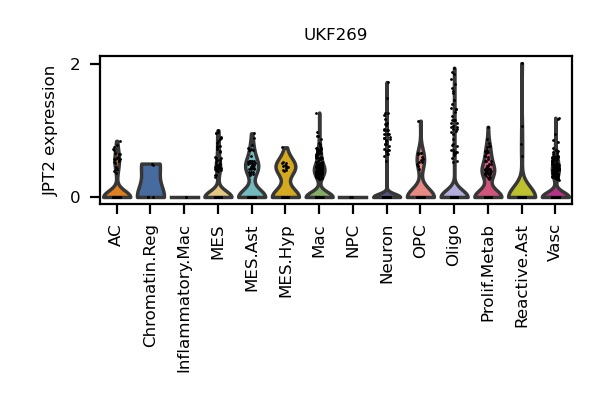 UKF269
JPT2 expression
2
0
AC
Chromatin.Reg
Inflammatory.Mac
MES
MES.Ast
MES.Hyp
Mac
NPC
Neuron
OPC
Oligo
Prolif.Metab
Reactive.Ast
Vasc